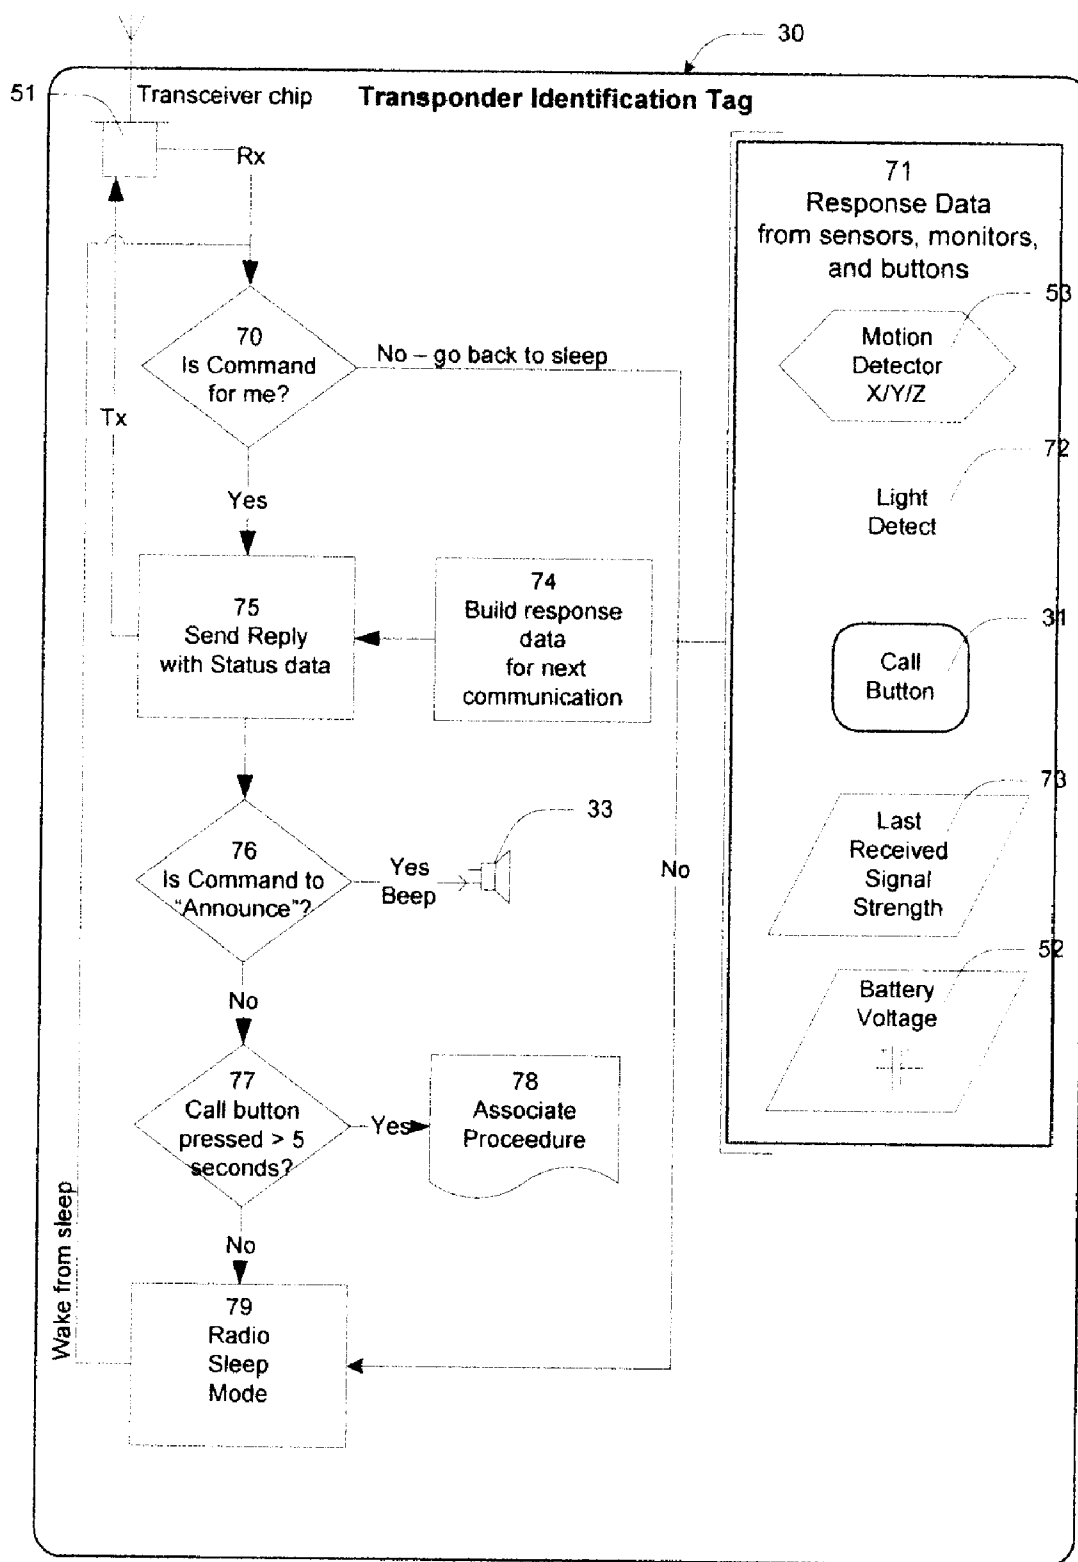 30
51
Transceiver chip
Transponder Identification Tag
Rx
71
Response Data
from sensors, monitors,
and buttons
53
Motion
Detector
X/Y/Z
70
Is Command
for me?
No – go back to sleep
Tx
72
Light
Detect
Yes
75
Send Reply
with Status data
74
Build response
data
for next
communication
31
Call
Button
73
Last
Received
Signal
Strength
76
Is Command to
"Announce"?
Yes
Beep
33
No
52
Battery
Voltage
No
77
Call button
pressed > 5
seconds?
Yes
78
Associate
Proceedure
No
Wake from sleep
79
Radio
Sleep
Mode